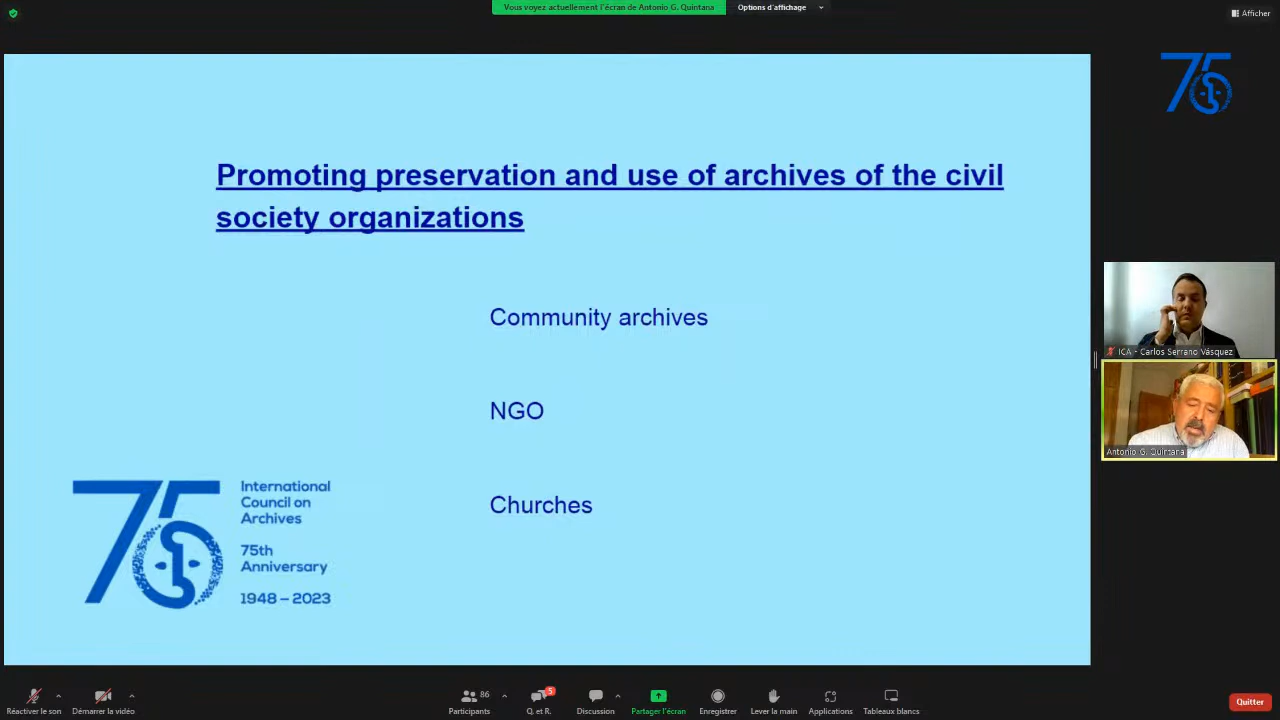 Vous voyez actuellement l'écran de Antonio G. Quintana
Options d'affichage
Afficher
75
Promoting preservation and use of archives of the civil
society organizations
Community archives
NGO
Churches
75
International
Council on
Archives
75th
Anniversary
1948 – 2023
ICA - Carlos Serrano Vásquez
Antonio G. Quintana
Réactiver le son
Démarrer la vidéo
86
Participants
5
Q. et R.
Discussion
Partager l'écran
Enregistrer
Lever la main
Applications
Tableaux blancs
Quitter